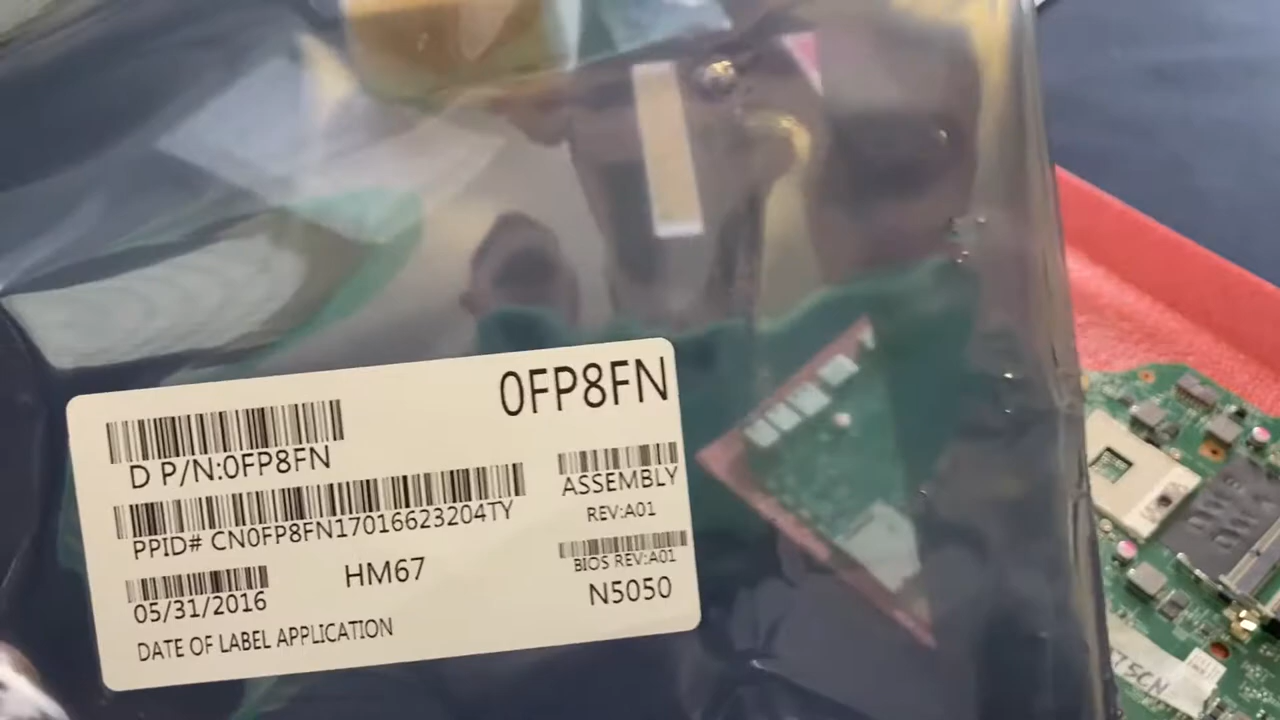 0FP8FN
D P/N:0FP8FN
PPID# CN0FP8FN17016623204TY
05/31/2016
HM67
DATE OF LABEL APPLICATION
ASSEMBLY
REV:A01
BIOS REV:A01
N5050